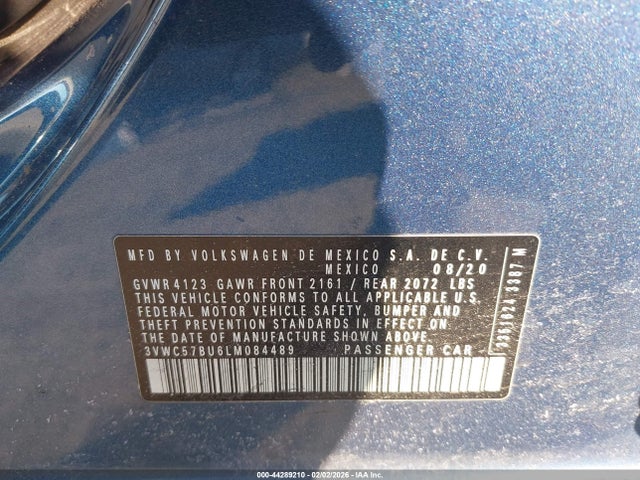 MFD BY VOLKSWAGEN DE MEXICO S.A. DE C.V.
MEXICO 08/20
GVWR 4123 GAWR FRONT 2161 / REAR 2072 LBS
THIS VEHICLE CONFORMS TO ALL APPLICABLE U.S.
FEDERAL MOTOR VEHICLE SAFETY, BUMPER AND
THEFT PREVENTION STANDARDS IN EFFECT ON
DATE OF MANUFACTURE SHOWN ABOVE.
3VWC57BU6LM084489 PASSENGER CAR
000-44289210 - 02/02/2026 - IAA Inc.